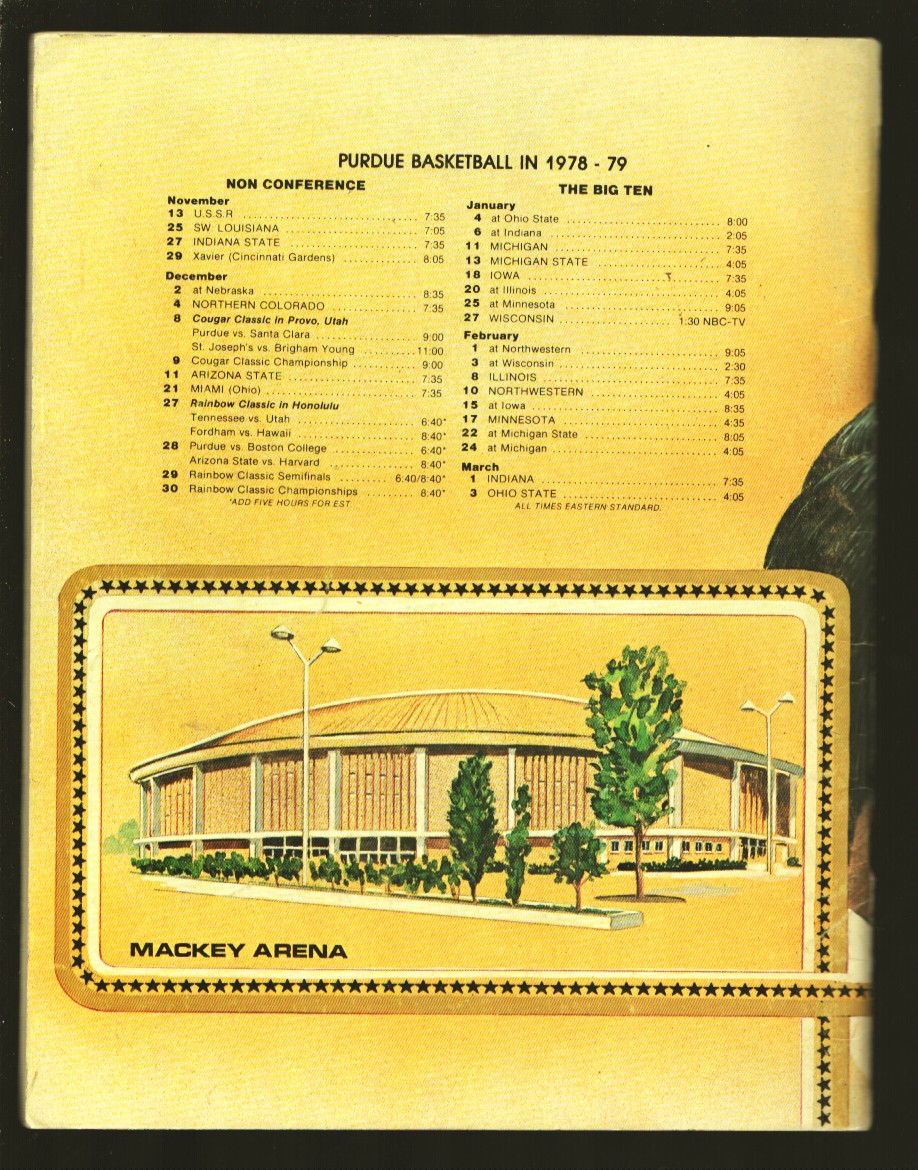 PURDUE BASKETBALL IN 1978 - 79
NON CONFERENCE
November
13 U.S.S.R ........ 7:35
25 SW LOUISIANA ........ 7:05
27 INDIANA STATE ........ 7:35
29 Xavier (Cincinnati Gardens) ........ 8:05
December
2 at Nebraska ........ 8:35
4 NORTHERN COLORADO ........ 7:35
8 Cougar Classic in Provo, Utah
Purdue vs. Santa Clara ........ 9:00
St. Joseph's vs. Brigham Young ........ 11:00
9 Cougar Classic Championship ........ 9:00
11 ARIZONA STATE ........ 7:35
21 MIAMI (Ohio) ........ 7:35
27 Rainbow Classic in Honolulu
Tennessee vs. Utah ........ 6:40*
Fordham vs. Hawaii ........ 8:40*
28 Purdue vs. Boston College ........ 6:40*
Arizona State vs. Harvard ........ 8:40*
29 Rainbow Classic Semifinals ........ 6:40/8:40*
30 Rainbow Classic Championships ........ 8:40*
*ADD FIVE HOURS FOR EST
THE BIG TEN
January
4 at Ohio State ........ 8:00
6 at Indiana ........ 2:05
11 MICHIGAN ........ 7:35
13 MICHIGAN STATE ........ 4:05
18 IOWA ........ 7:35
20 at Illinois ........ 4:05
25 at Minnesota ........ 9:05
27 WISCONSIN ........ 1:30 NBC-TV
February
1 at Northwestern ........ 9:05
3 at Wisconsin ........ 2:30
8 ILLINOIS ........ 7:35
10 NORTHWESTERN ........ 4:05
15 at Iowa ........ 8:35
17 MINNESOTA ........ 4:35
22 at Michigan State ........ 8:05
24 at Michigan ........ 4:05
March
1 INDIANA ........ 7:35
3 OHIO STATE ........ 4:05
ALL TIMES EASTERN STANDARD.
MACKEY ARENA